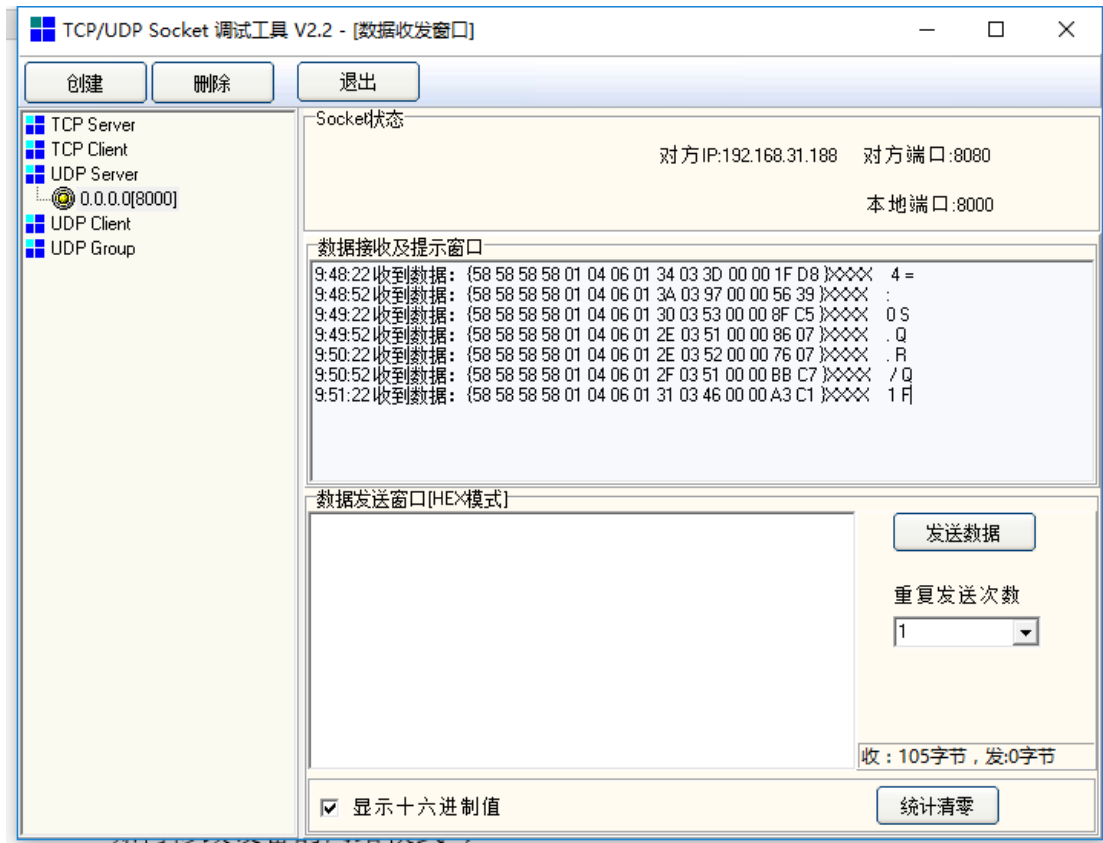 TCP/UDP Socket 调试工具 V2.2 - [数据收发窗口]
创建 删除 退出
TCP Server
TCP Client
UDP Server
0.0.0.0[8000]
UDP Client
UDP Group
Socket状态
对方IP:192.168.31.188 对方端口:8080
本地端口:8000
数据接收及提示窗口
9:48:22收到数据：{58 58 58 58 01 04 06 01 34 03 3D 00 00 1F D8 }XXXX 4 =
9:48:52收到数据：{58 58 58 58 01 04 06 01 3A 03 97 00 00 56 39 }XXXX :
9:49:22收到数据：{58 58 58 58 01 04 06 01 30 03 53 00 00 8F C5 }XXXX 0 S
9:49:52收到数据：{58 58 58 58 01 04 06 01 2E 03 51 00 00 86 07 }XXXX . Q
9:50:22收到数据：{58 58 58 58 01 04 06 01 2E 03 52 00 00 76 07 }XXXX . R
9:50:52收到数据：{58 58 58 58 01 04 06 01 2F 03 51 00 00 BB C7 }XXXX / Q
9:51:22收到数据：{58 58 58 58 01 04 06 01 31 03 46 00 00 A3 C1 }XXXX 1 F
数据发送窗口[HEX模式]
发送数据
重复发送次数
1
收：105字节，发:0字节
显示十六进制值
统计清零